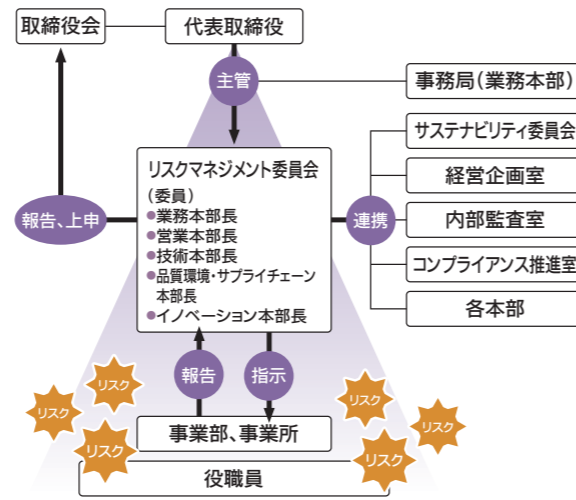 取締役会
代表取締役
主管
事務局(業務本部)
サステナビリティ委員会
リスクマネジメント委員会
(委員)
●業務本部長
●営業本部長
●技術本部長
●品質環境・サプライチェーン
本部長
●イノベーション本部長
経営企画室
報告、上申
連携
内部監査室
コンプライアンス推進室
各本部
報告
指示
リスク
リスク
リスク
リスク
リスク
リスク
事業部、事業所
役職員